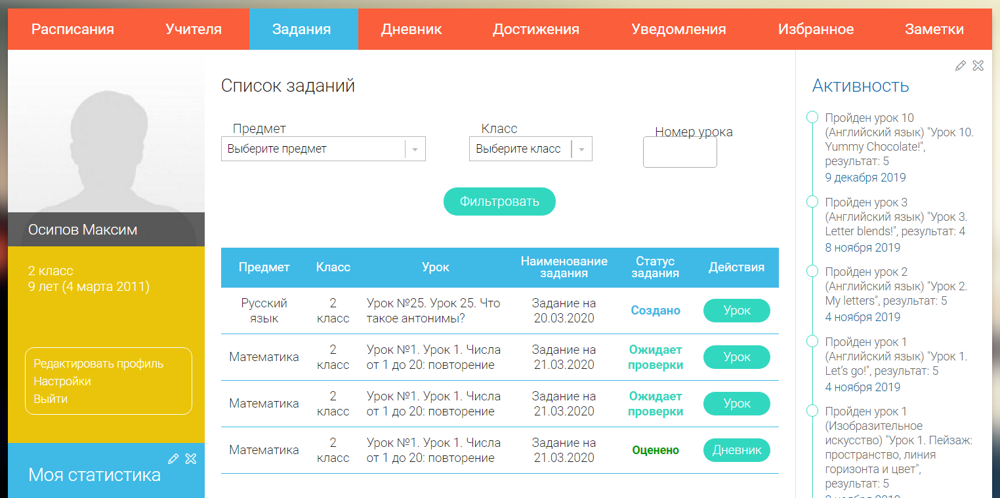 Расписания
Учителя
Задания
Дневник
Достижения
Уведомления
Избранное
Заметки
Осипов Максим
2 класс
9 лет (4 марта 2011)
Редактировать профиль
Настройки
Выйти
Моя статистика
Список заданий
Предмет
Выберите предмет
Класс
Выберите класс
Номер урока
Фильтровать
Предмет
Класс
Урок
Наименование
задания
Статус
задания
Действия
Русский
язык
2
класс
Урок №25. Урок 25. Что
такое антонимы?
Задание на
20.03.2020
Создано
Урок
Математика
2
класс
Урок №1. Урок 1. Числа
от 1 до 20: повторение
Задание на
21.03.2020
Ожидает
проверки
Урок
Математика
2
класс
Урок №1. Урок 1. Числа
от 1 до 20: повторение
Задание на
21.03.2020
Ожидает
проверки
Урок
Математика
2
класс
Урок №1. Урок 1. Числа
от 1 до 20: повторение
Задание на
21.03.2020
Оценено
Дневник
Активность
Пройден урок 10
(Английский язык) "Урок 10.
Yummy Chocolate!",
результат: 5
9 декабря 2019
Пройден урок 3
(Английский язык) "Урок 3.
Letter blends!", результат: 4
8 ноября 2019
Пройден урок 2
(Английский язык) "Урок 2.
My letters", результат: 5
4 ноября 2019
Пройден урок 1
(Английский язык) "Урок 1.
Let’s go!", результат: 5
4 ноября 2019
Пройден урок 1
(Изобразительное
искусство) "Урок 1. Пейзаж:
пространство, линия
горизонта и цвет",
результат: 5